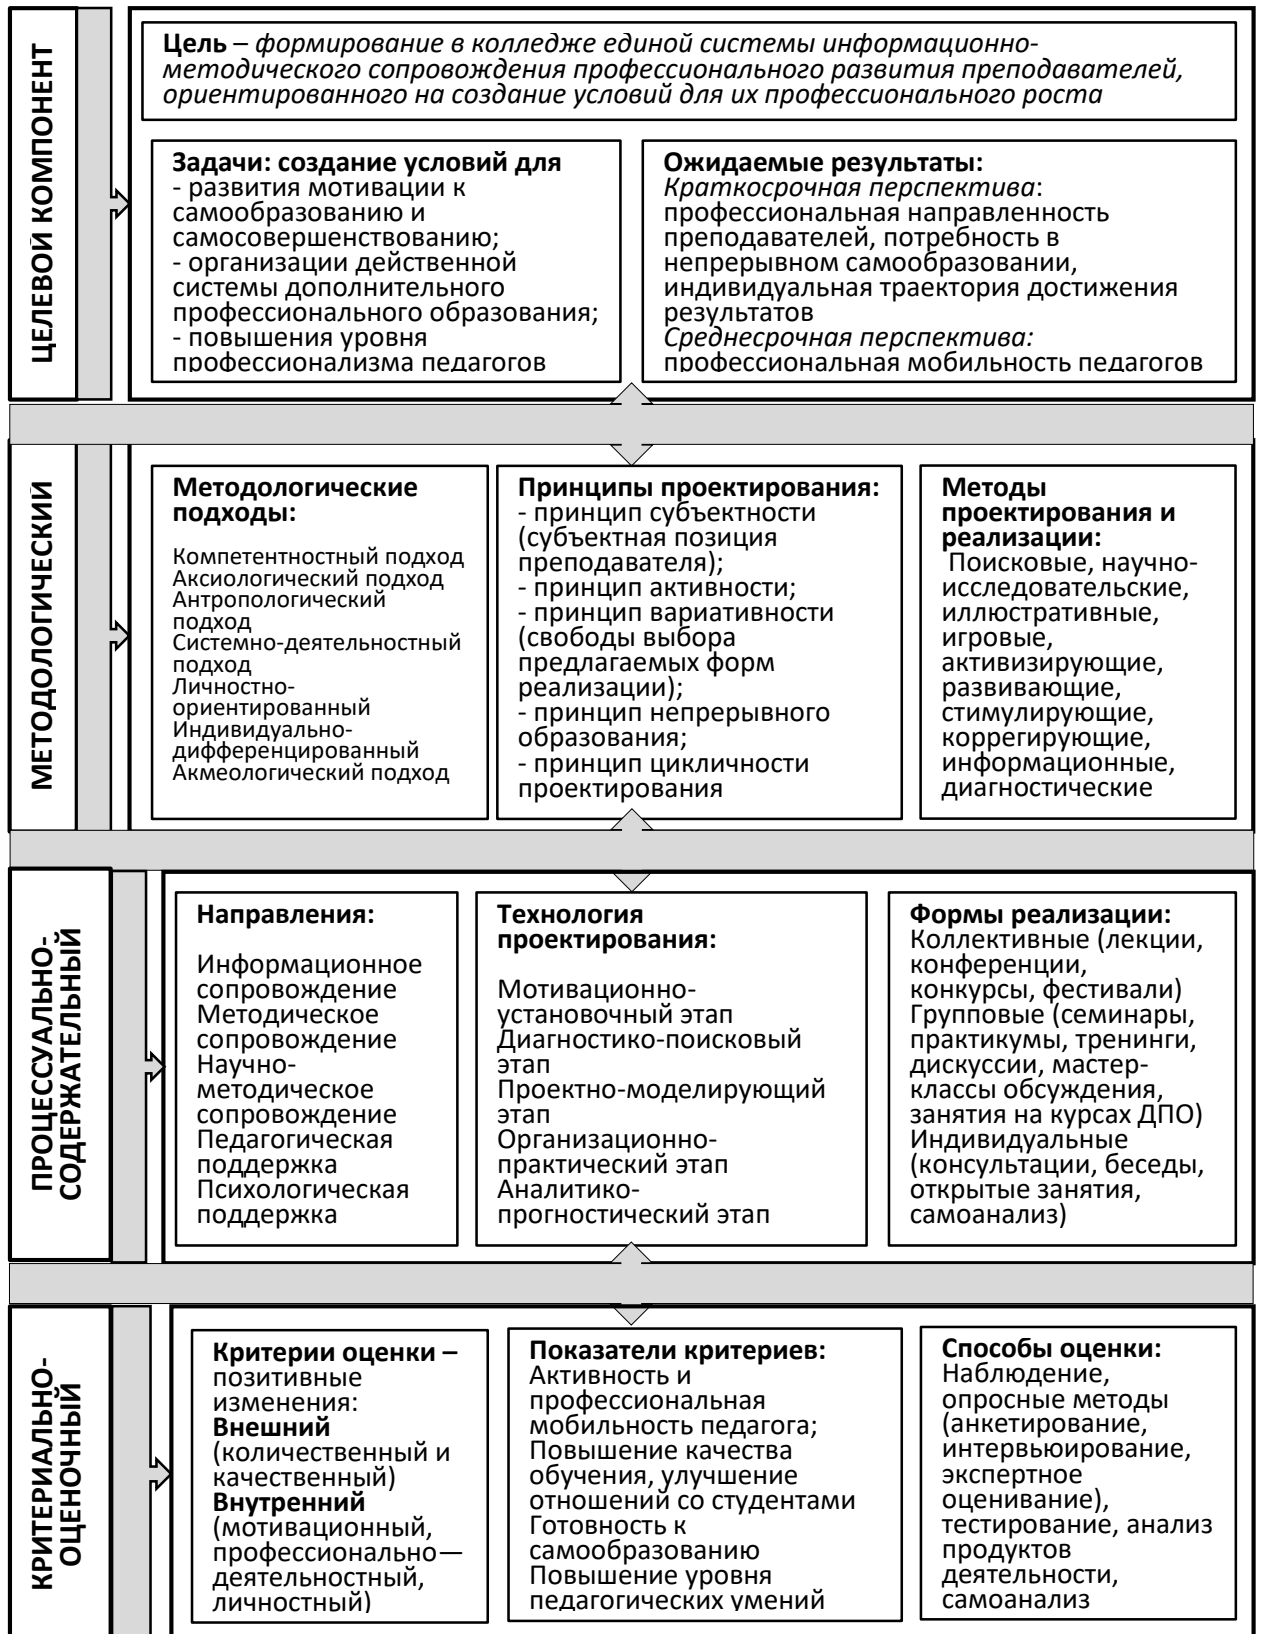 ЦЕЛЕВОЙ КОМПОНЕНТ
Цель – формирование в колледже единой системы информационно-
методического сопровождения профессионального развития преподавателей,
ориентированного на создание условий для их профессионального роста
Задачи: создание условий для
- развития мотивации к
самообразованию и
самосовершенствованию;
- организации действенной
системы дополнительного
профессионального образования;
- повышения уровня
профессионализма педагогов
Ожидаемые результаты:
Краткосрочная перспектива:
профессиональная направленность
преподавателей, потребность в
непрерывном самообразовании,
индивидуальная траектория достижения
результатов
Среднесрочная перспектива:
профессиональная мобильность педагогов
МЕТОДОЛОГИЧЕСКИЙ
Методологические
подходы:
Компетентностный подход
Аксиологический подход
Антропологический
подход
Системно-деятельностный
подход
Личностно-
ориентированный
Индивидуально-
дифференцированный
Акмеологический подход
Принципы проектирования:
- принцип субъектности
(субъектная позиция
преподавателя);
- принцип активности;
- принцип вариативности
(свободы выбора
предлагаемых форм
реализации);
- принцип непрерывного
образования;
- принцип цикличности
проектирования
Методы
проектирования и
реализации:
Поисковые, научно-
исследовательские,
иллюстративные,
игровые,
активизирующие,
развивающие,
стимулирующие,
коррегирующие,
информационные,
диагностические
ПРОЦЕССУАЛЬНО-
СОДЕРЖАТЕЛЬНЫЙ
Направления:
Информационное
сопровождение
Методическое
сопровождение
Научно-
методическое
сопровождение
Педагогическая
поддержка
Психологическая
поддержка
Технология
проектирования:
Мотивационно-
установочный этап
Диагностико-поисковый
этап
Проектно-моделирующий
этап
Организационно-
практический этап
Аналитико-
прогностический этап
Формы реализации:
Коллективные (лекции,
конференции,
конкурсы, фестивали)
Групповые (семинары,
практикумы, тренинги,
дискуссии, мастер-
классы обсуждения,
занятия на курсах ДПО)
Индивидуальные
(консультации, беседы,
открытые занятия,
самоанализ)
КРИТЕРИАЛЬНО-
ОЦЕНОЧНЫЙ
Критерии оценки –
позитивные
изменения:
Внешний
(количественный и
качественный)
Внутренний
(мотивационный,
профессионально—
деятельностный,
личностный)
Показатели критериев:
Активность и
профессиональная
мобильность педагога;
Повышение качества
обучения, улучшение
отношений со студентами
Готовность к
самообразованию
Повышение уровня
педагогических умений
Способы оценки:
Наблюдение,
опросные методы
(анкетирование,
интервьюирование,
экспертное
оценивание),
тестирование, анализ
продуктов
деятельности,
самоанализ